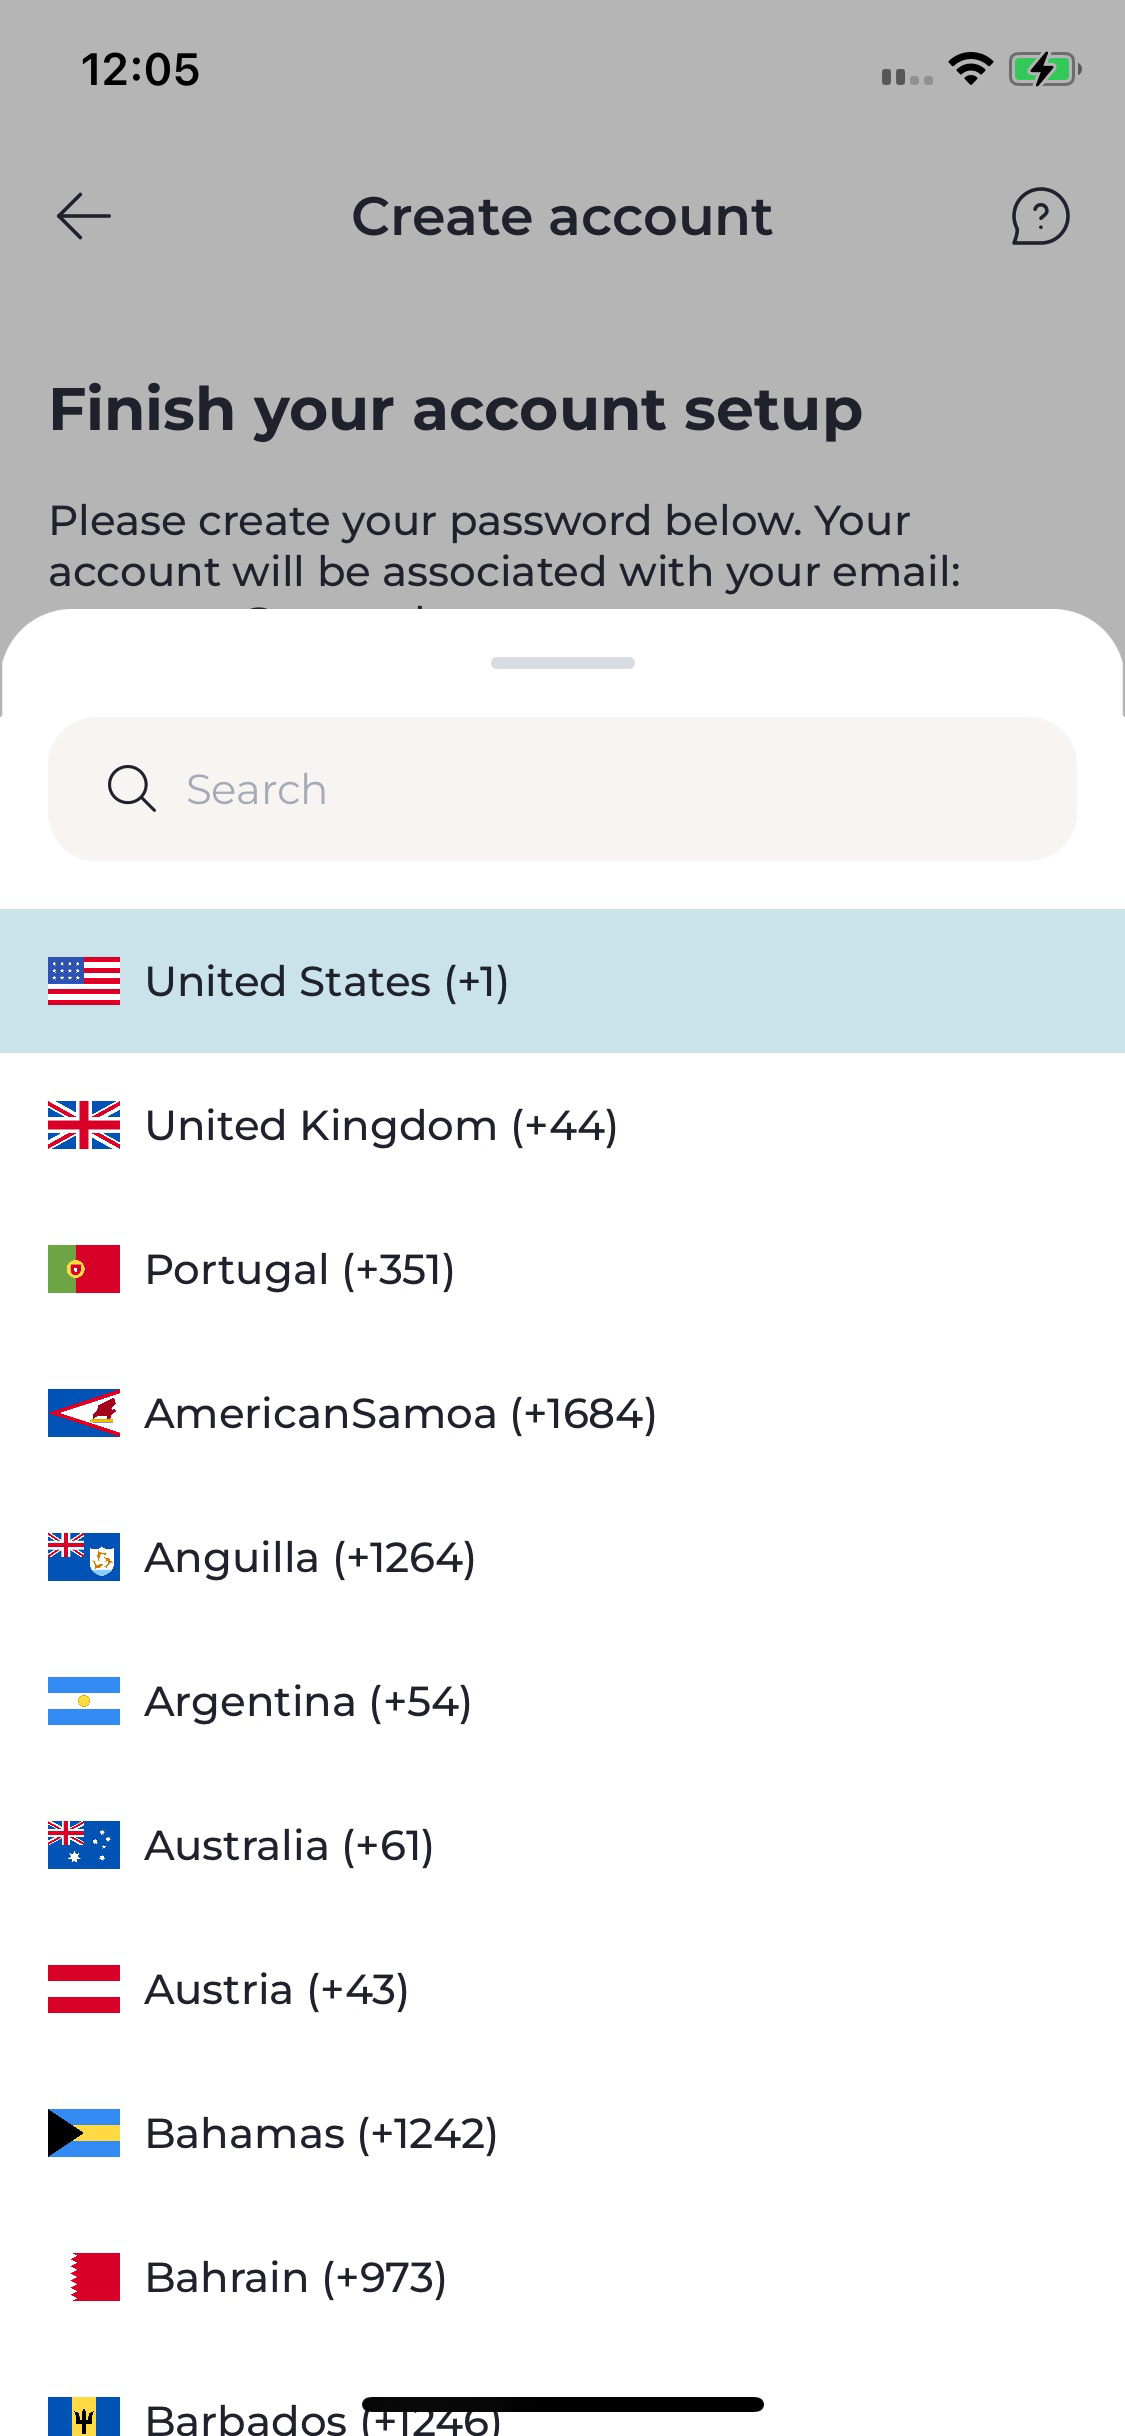 12:05
Create account
Finish your account setup
Please create your password below. Your
account will be associated with your email:
Search
United States (+1)
United Kingdom (+44)
Portugal (+351)
AmericanSamoa (+1684)
Anguilla (+1264)
Argentina (+54)
Australia (+61)
Austria (+43)
Bahamas (+1242)
Bahrain (+973)
Barbados (+1246)